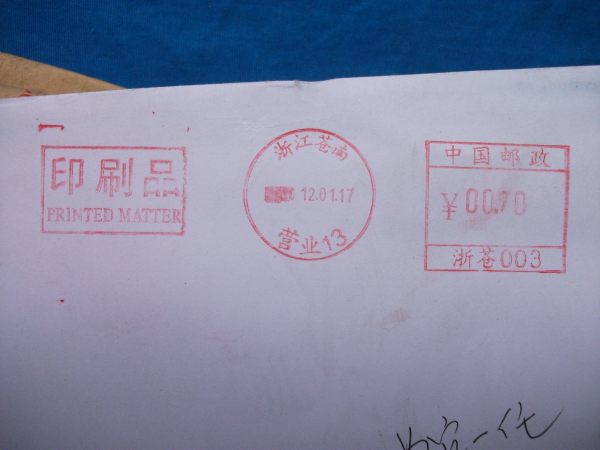 印刷品
PRINTED MATTER
浙江苍南
12.01.17
营业13
中国邮政
¥00.70
浙苍003